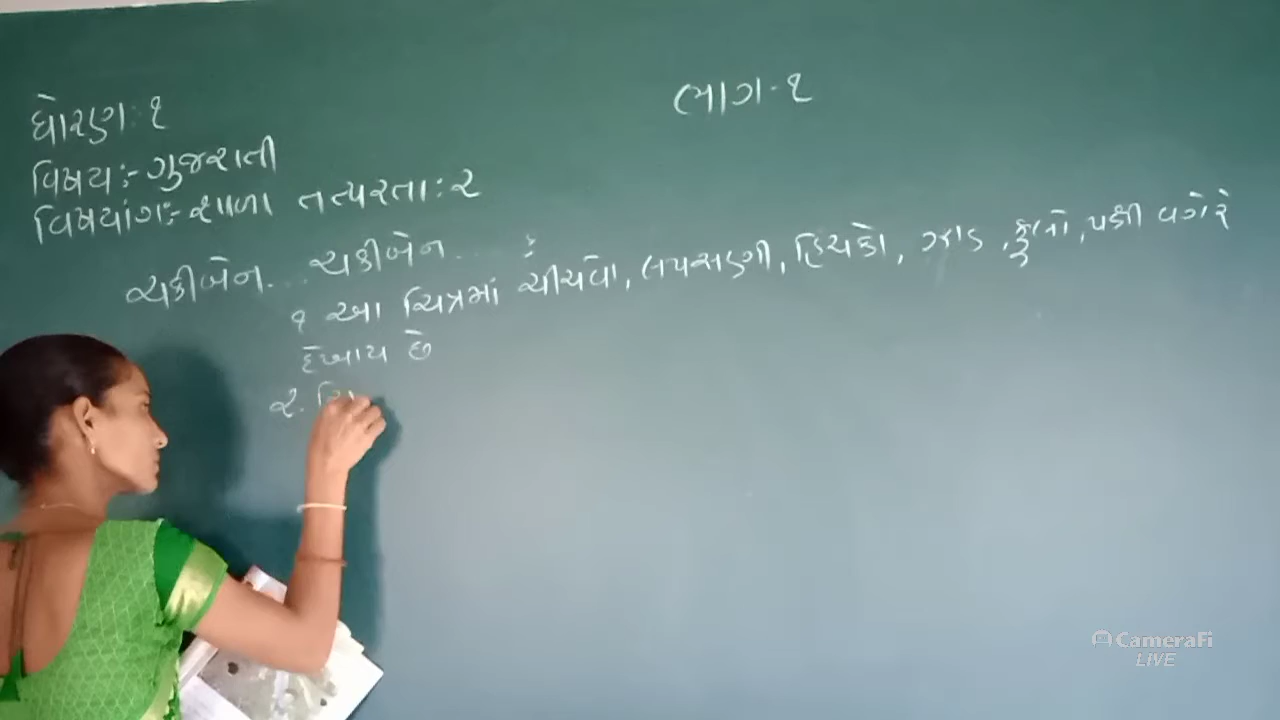 ભાગ-૧
ધોરણ:૧
વિષય:-ગુજરાતી
વિષયાંગ:-શાળા તત્પરતા:૨
ચકીબેન... ચકીબેન.... :
૧ આ ચિત્રમાં ચીચવા, લપસણી, હિચકો, ઝાડ, ફૂલો, પક્ષી વગેરે
દેખાય છે
૨. ચિ
CameraFi
LIVE